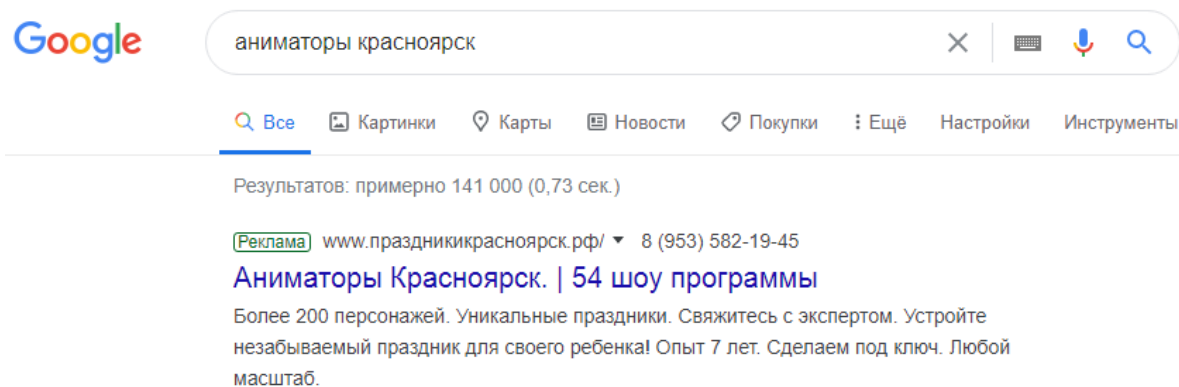 Google
аниматоры красноярск
Все Картинки Карты Новости Покупки Ещё Настройки Инструменты
Результатов: примерно 141 000 (0,73 сек.)
Реклама www.праздникикрасноярск.рф/ 8 (953) 582-19-45
Аниматоры Красноярск. | 54 шоу программы
Более 200 персонажей. Уникальные праздники. Свяжитесь с экспертом. Устройте
незабываемый праздник для своего ребенка! Опыт 7 лет. Сделаем под ключ. Любой
масштаб.